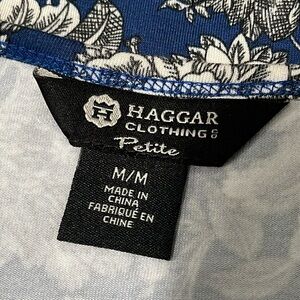 H
HAGGAR
CLOTHING CO
Petite
M/M
MADE IN
CHINA
FABRIQUÉ EN
CHINE